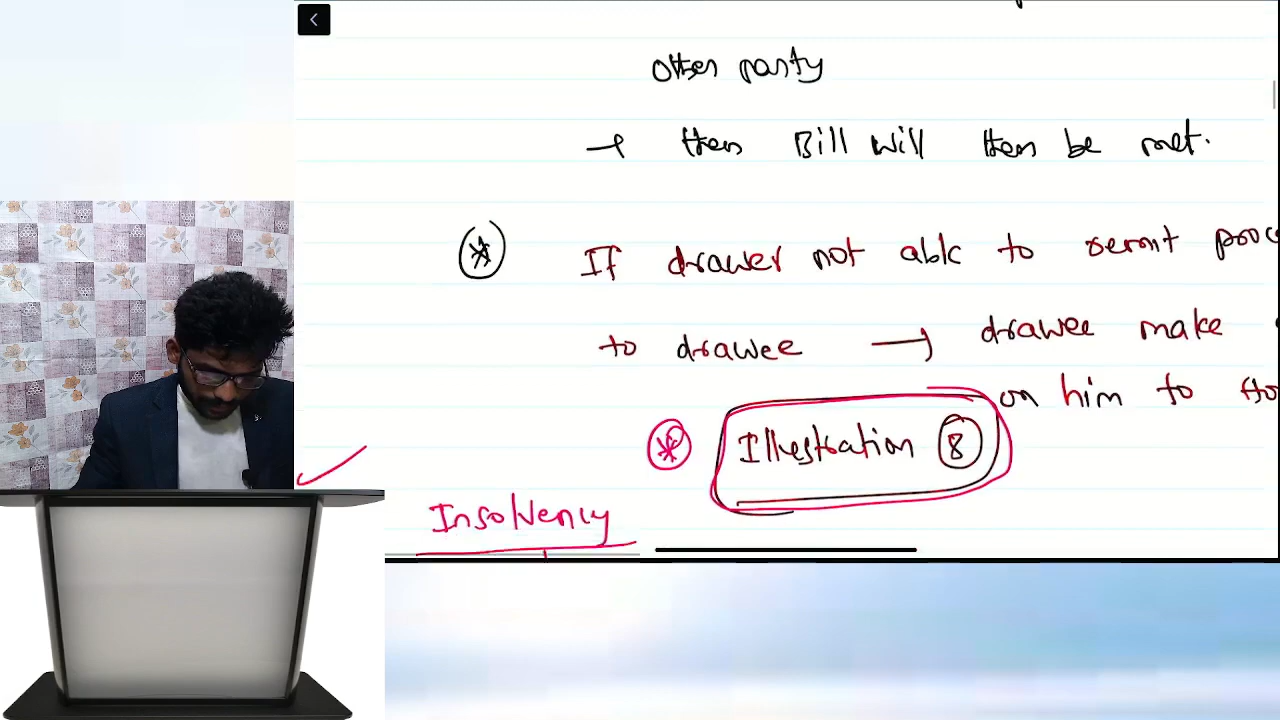 other party
→ then Bill will then be met.
* If drawer not able to remit proc
to drawee → drawee make
on him to
* Illustration 8
Insolvency